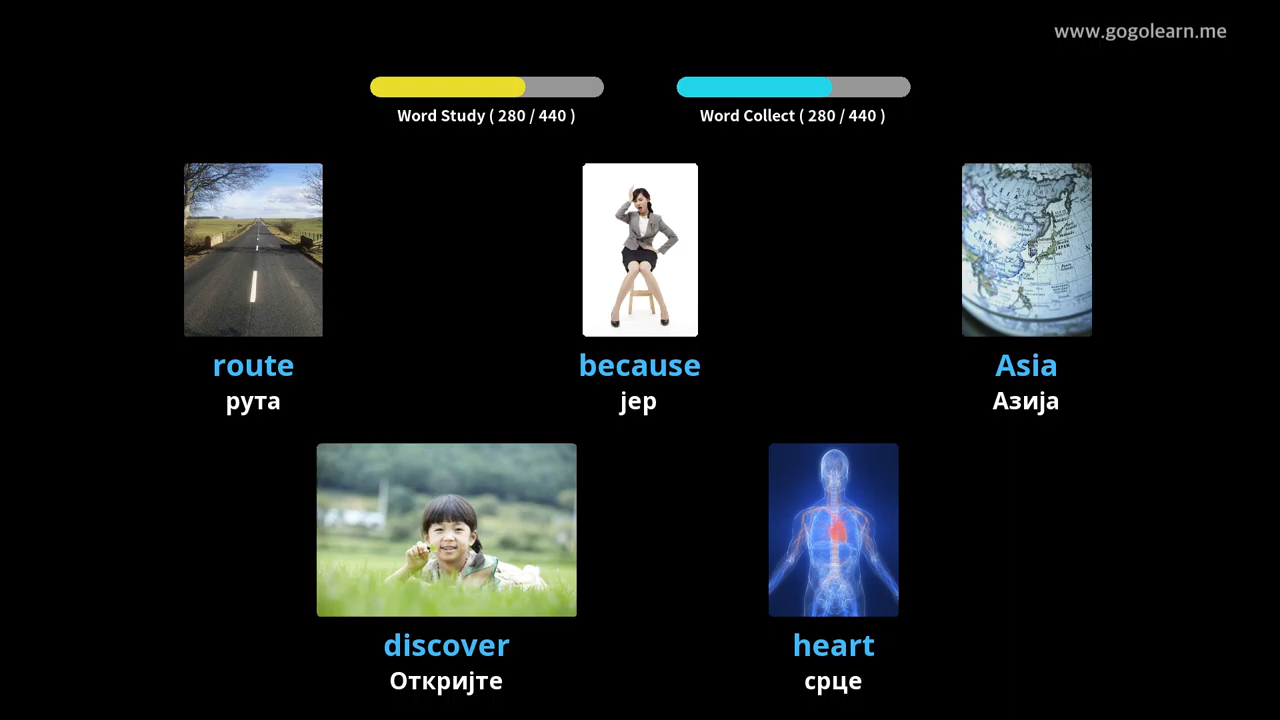 www.gogolearn.me
Word Study ( 280 / 440 )
Word Collect ( 280 / 440 )
route
рута
because
јер
Asia
Азија
discover
Откријте
heart
срце